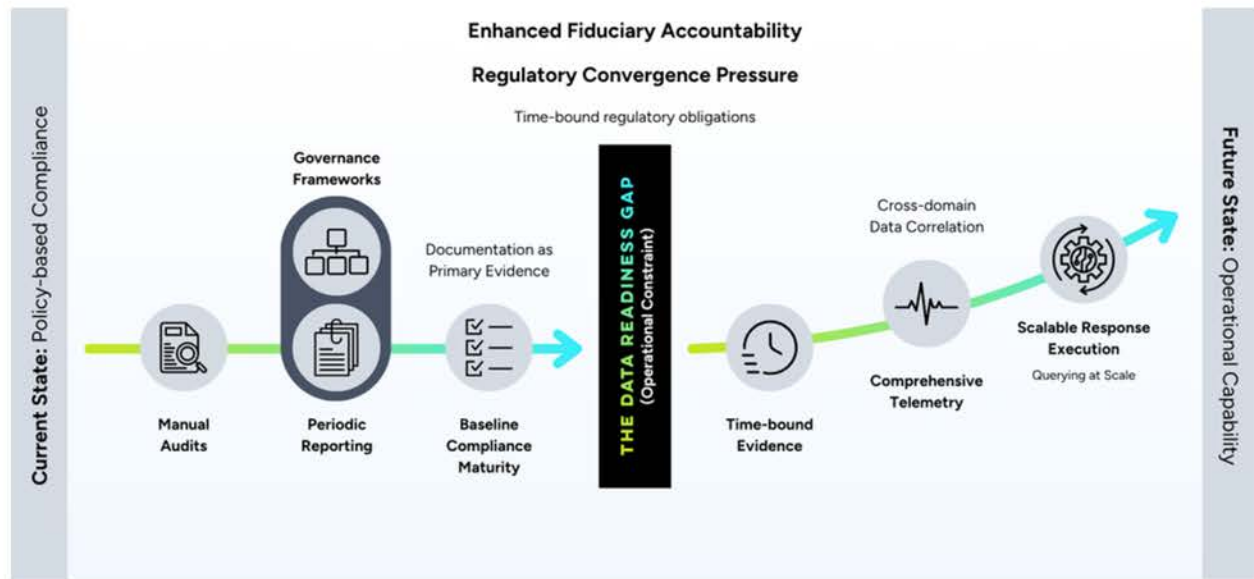 Enhanced Fiduciary Accountability
Regulatory Convergence Pressure
Time-bound regulatory obligations
Current State: Policy-based Compliance
Manual
Audits
Governance
Frameworks
Periodic
Reporting
Documentation as
Primary Evidence
Baseline
Compliance
Maturity
THE DATA READINESS GAP
(Operational Constraint)
Time-bound
Evidence
Cross-domain
Data Correlation
Comprehensive
Telemetry
Scalable Response
Execution
Querying at Scale
Future State: Operational Capability